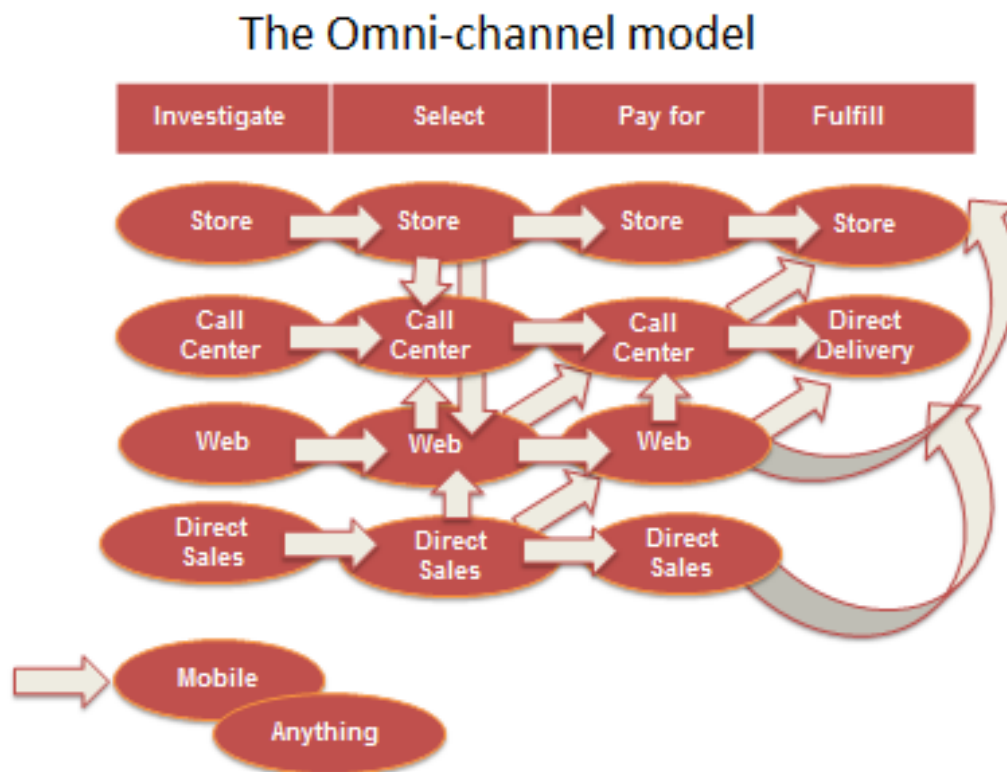 The Omni-channel model
Investigate
Select
Pay for
Fulfill
Store
Store
Store
Store
Call
Center
Call
Center
Call
Center
Direct
Delivery
Web
Web
Web
Direct
Sales
Direct
Sales
Direct
Sales
Mobile
Anything